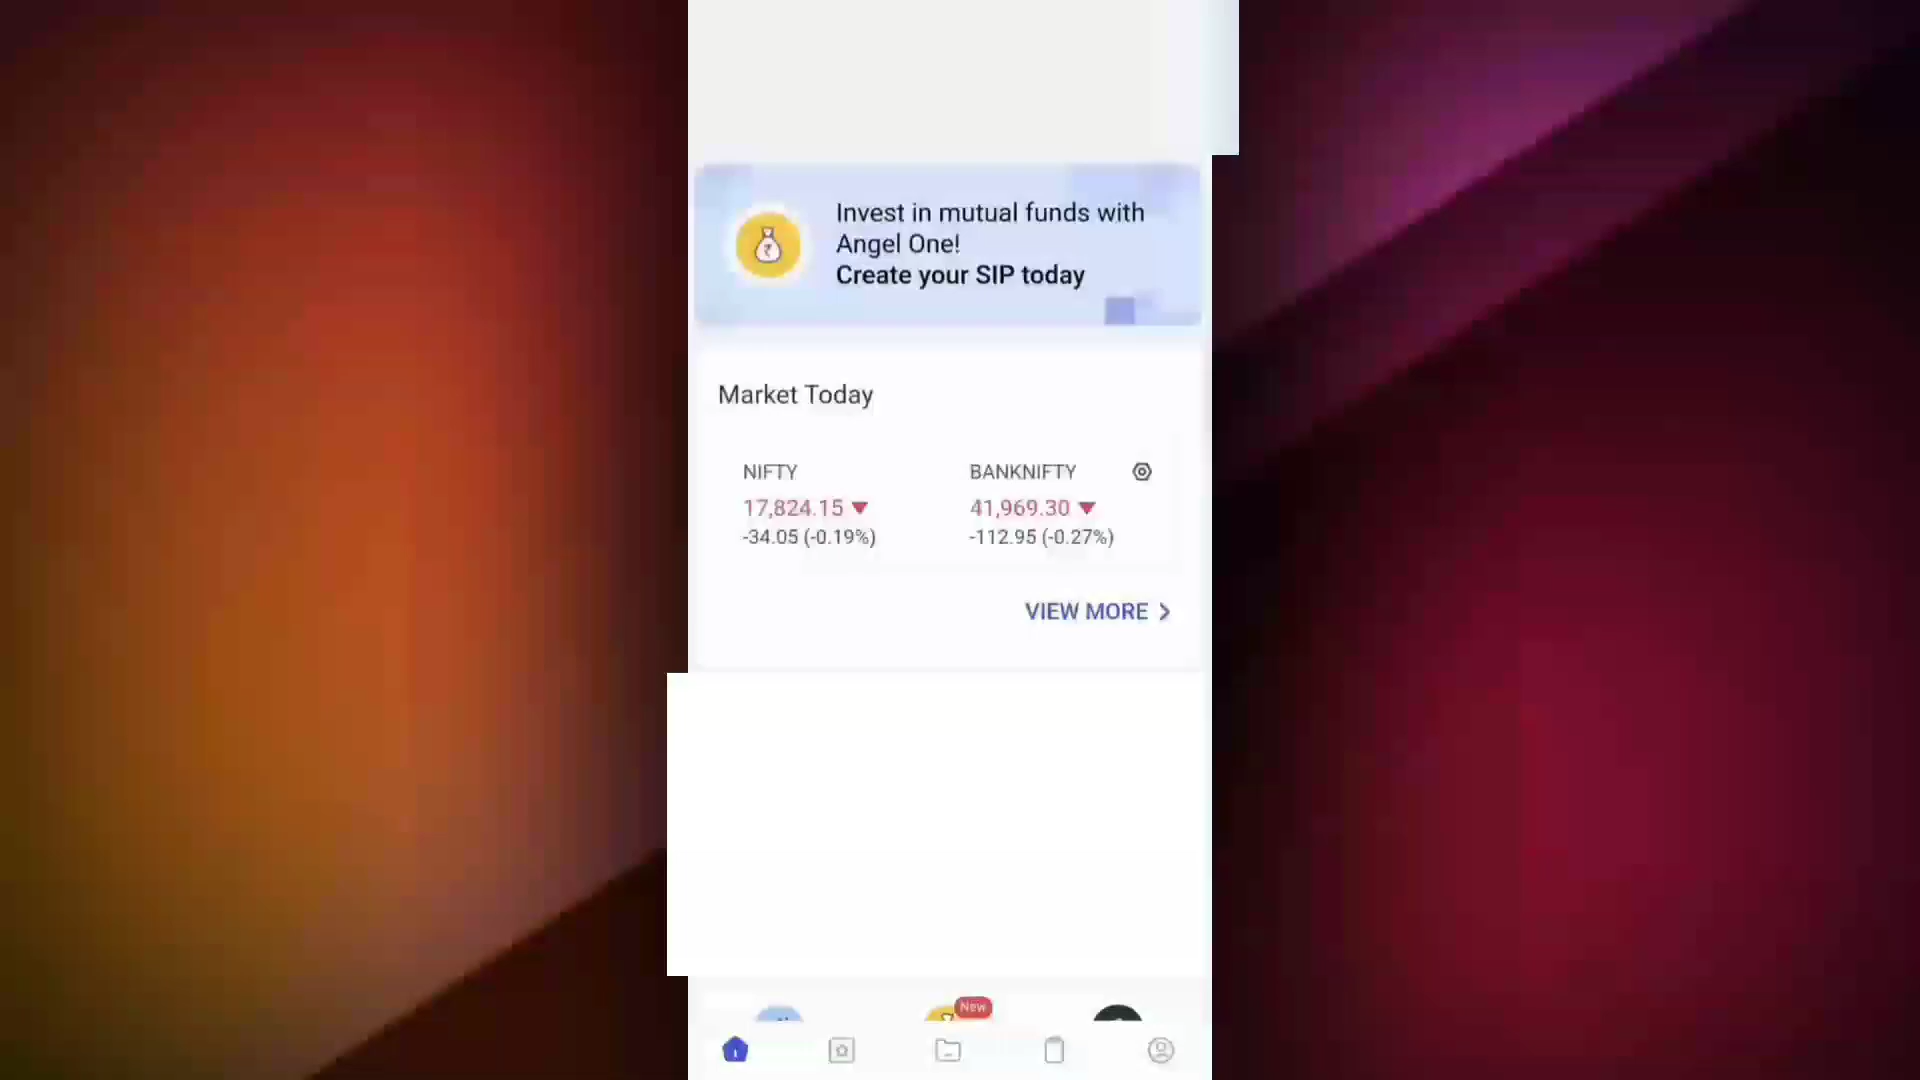 Invest in mutual funds with
Angel One!
Create your SIP today
Market Today
NIFTY
17,824.15
-34.05 (-0.19%)
BANKNIFTY
41,969.30
-112.95 (-0.27%)
VIEW MORE
New